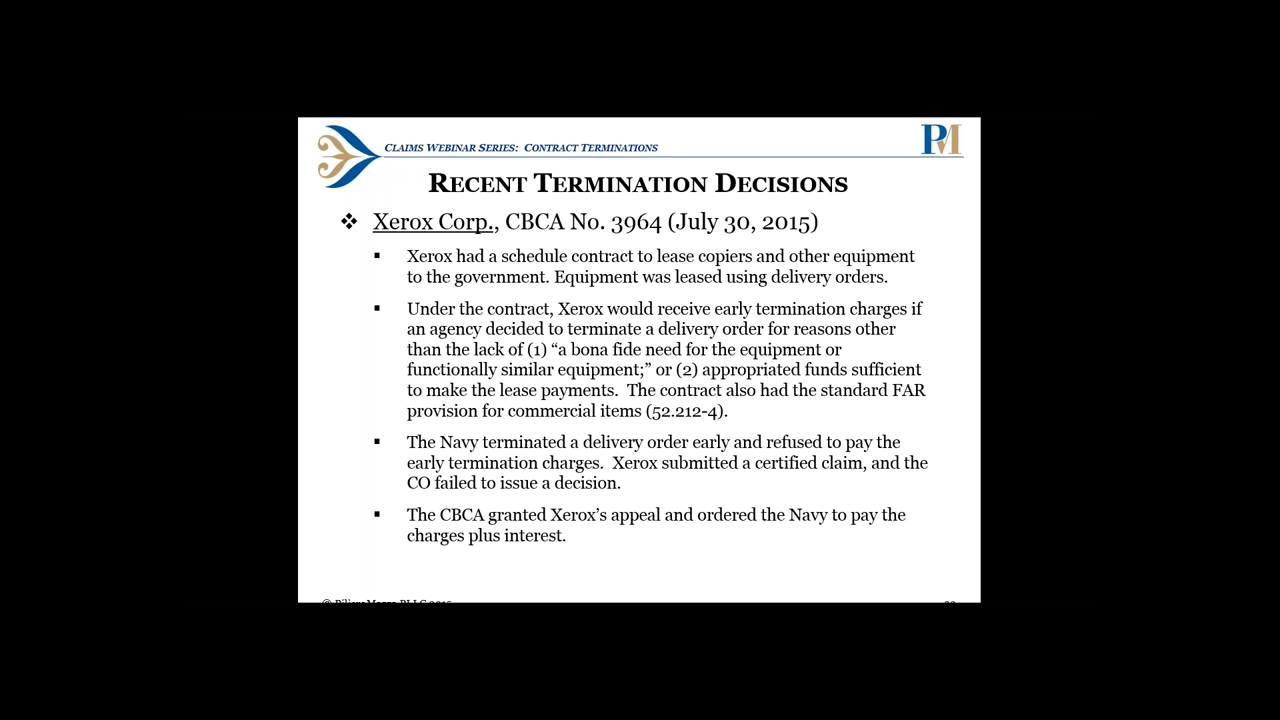 CLAIMS WEBINAR SERIES: CONTRACT TERMINATIONS
PM
RECENT TERMINATION DECISIONS
❖ Xerox Corp., CBCA No. 3964 (July 30, 2015)
▪ Xerox had a schedule contract to lease copiers and other equipment
to the government. Equipment was leased using delivery orders.
▪ Under the contract, Xerox would receive early termination charges if
an agency decided to terminate a delivery order for reasons other
than the lack of (1) “a bona fide need for the equipment or
functionally similar equipment;” or (2) appropriated funds sufficient
to make the lease payments. The contract also had the standard FAR
provision for commercial items (52.212-4).
▪ The Navy terminated a delivery order early and refused to pay the
early termination charges. Xerox submitted a certified claim, and the
CO failed to issue a decision.
▪ The CBCA granted Xerox’s appeal and ordered the Navy to pay the
charges plus interest.